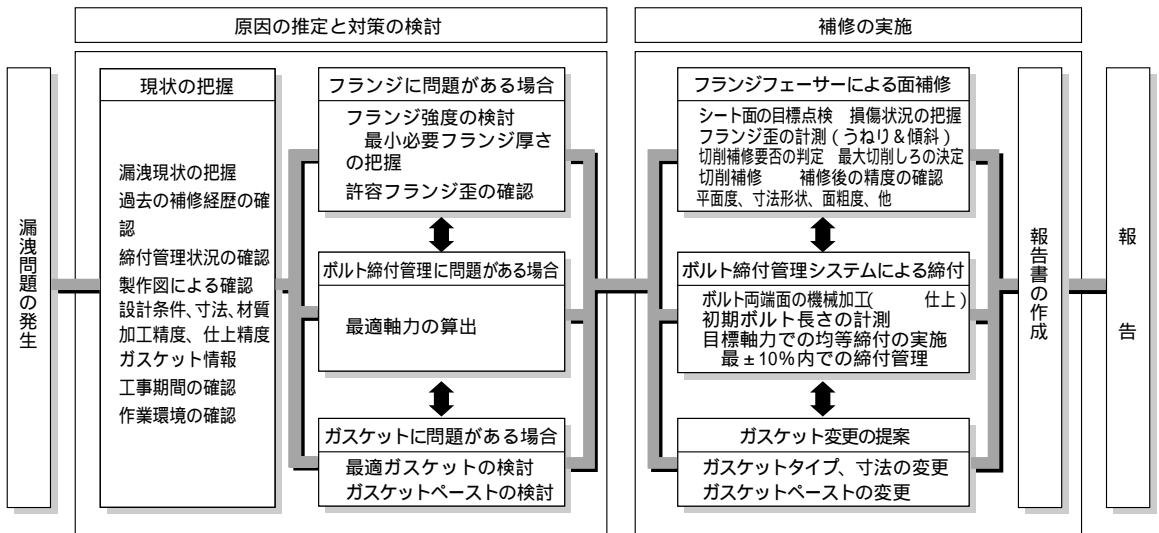 原因の推定と対策の検討
補修の実施
漏洩問題の発生
現状の把握
漏洩現状の把握
過去の補修経歴の確
認
締付管理状況の確認
製作図による確認
設計条件、寸法、材質
加工精度、仕上精度
ガスケット情報
工事期間の確認
作業環境の確認
フランジに問題がある場合
フランジ強度の検討
最小必要フランジ厚さ
の把握
許容フランジ歪の確認
ボルト締付管理に問題がある場合
最適軸力の算出
ガスケットに問題がある場合
最適ガスケットの検討
ガスケットペーストの検討
フランジフェーサーによる面補修
シート面の目標点検 損傷状況の把握
フランジ歪の計測(うねり&傾斜)
切削補修要否の判定 最大切削しろの決定
切削補修 補修後の精度の確認
平面度、寸法形状、面粗度、他
ボルト締付管理システムによる締付
ボルト両端面の機械加工( 仕上)
初期ボルト長さの計測
目標軸力での均等締付の実施
最±10%内での締付管理
ガスケット変更の提案
ガスケットタイプ、寸法の変更
ガスケットペーストの変更
報告書の作成
報告